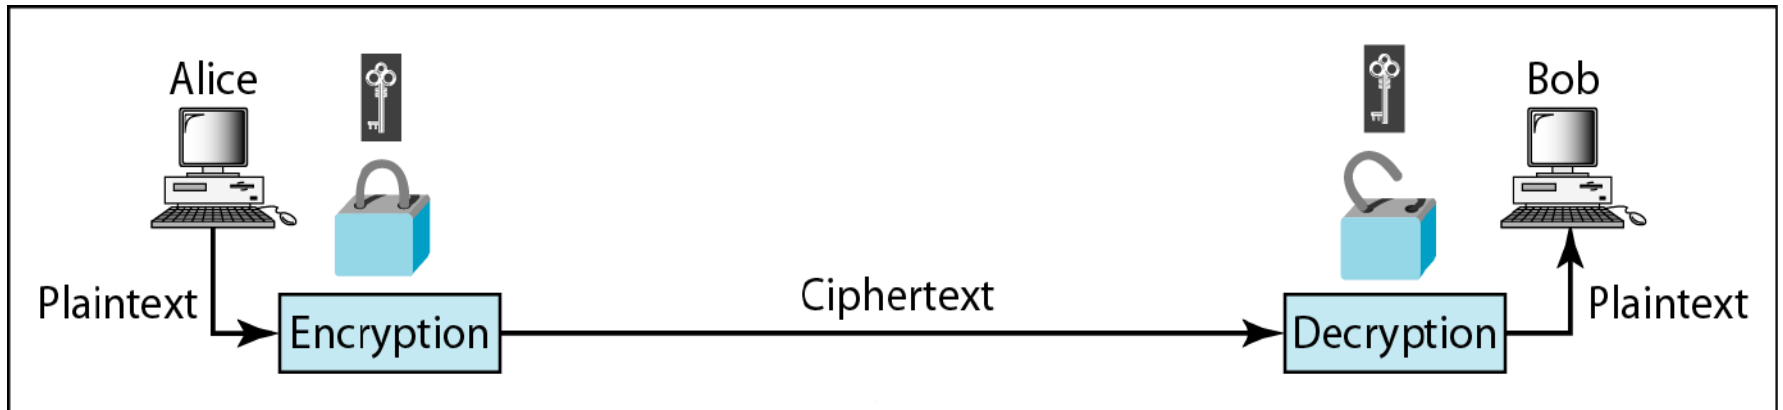 Alice
Bob
Plaintext
Encryption
Ciphertext
Decryption
Plaintext